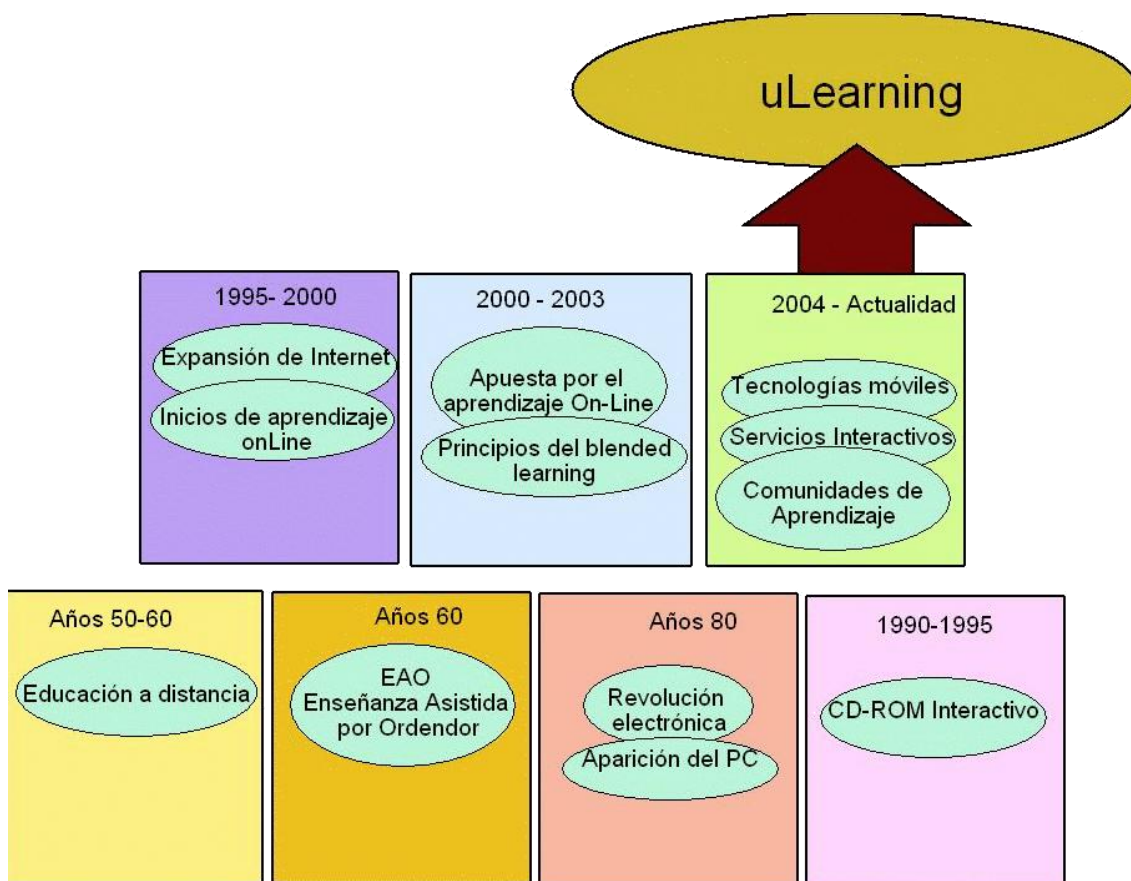 uLearning
1995- 2000
Expansión de Internet
Inicios de aprendizaje
onLine
2000 - 2003
Apuesta por el
aprendizaje On-Line
Principios del blended
learning
2004 - Actualidad
Tecnologías móviles
Servicios Interactivos
Comunidades de
Aprendizaje
Años 50-60
Educación a distancia
Años 60
EAO
Enseñanza Asistida
por Ordendor
Años 80
Revolución
electrónica
Aparición del PC
1990-1995
CD-ROM Interactivo